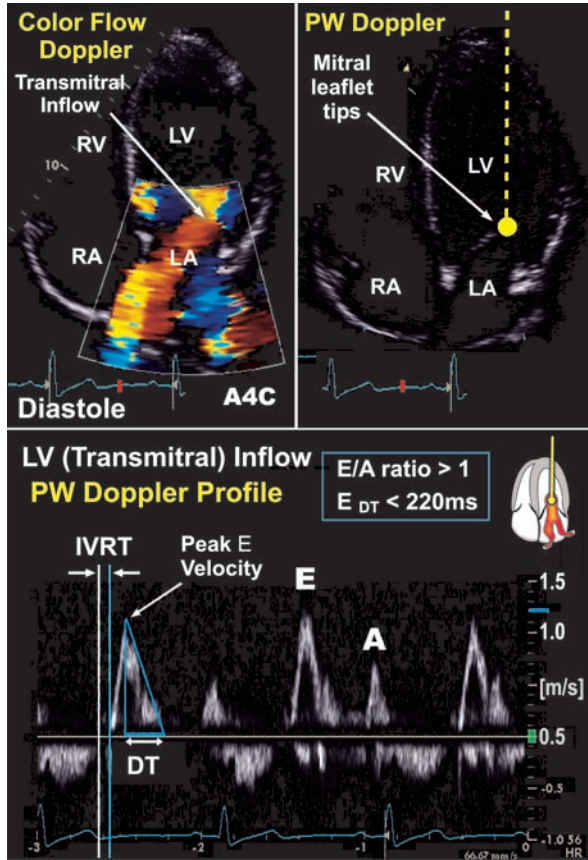 Color Flow
Doppler
Transmitral
Inflow
LV
RV
10
RA
LA
Diastole
A4C
PW Doppler
Mitral
leaflet
tips
LV
RV
RA
LA
LV (Transmitral) Inflow
PW Doppler Profile
E/A ratio > 1
E DT < 220ms
IVRT
Peak E
Velocity
E
A
DT
1.5
1.0
[m/s]
0.5
-0.5
-1.0 56
HR
-3
-2
-1
0
66.67 mm/s